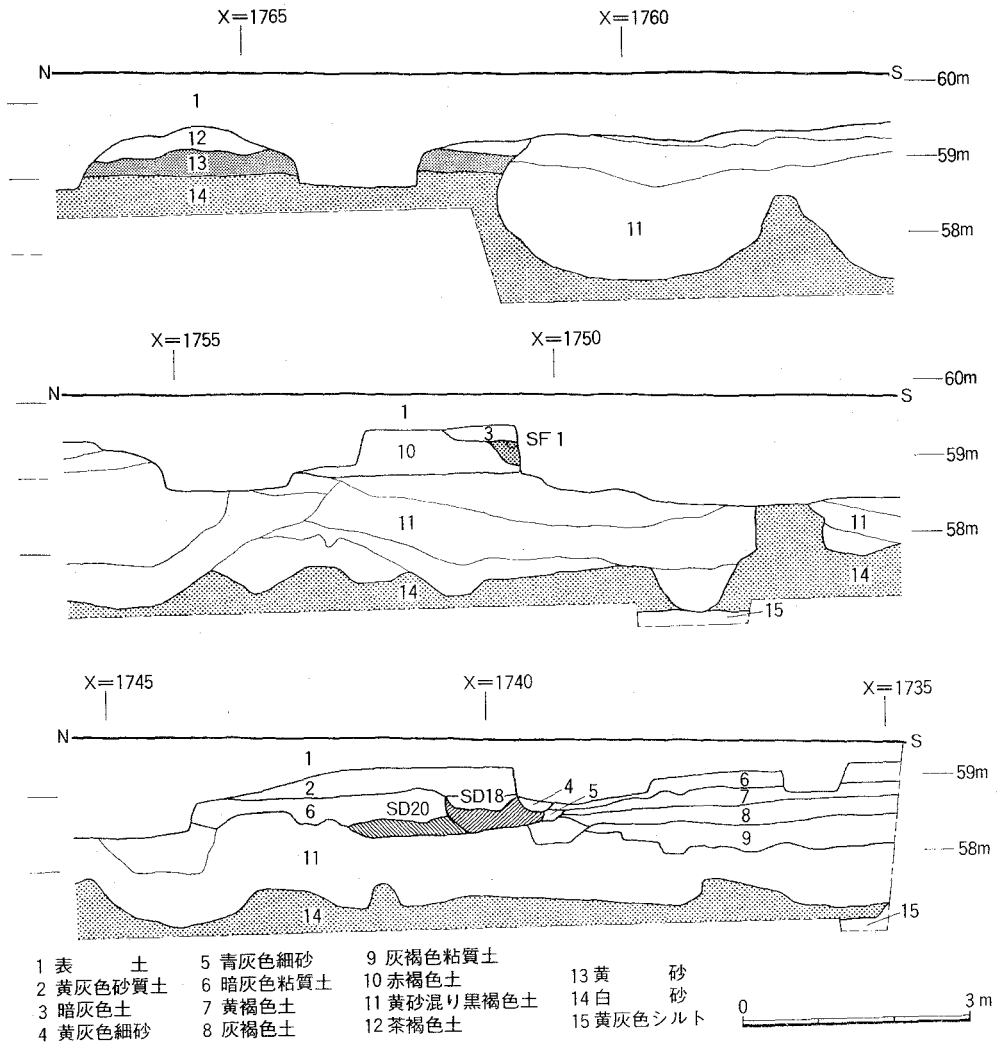 X=1765 X=1760
N S 60m
1
12
13 59m
14
11 58m
X=1755 X=1750
60m
N S
1
3 SF1
10 59m
11 11 58m
14 14
15
X=1745 X=1740 X=1735
N S
1
59m
2 4 5 6
SD20 SD18 7
6 8
9 58m
11
14
15
1 表土
2 黄灰色砂質土
3 暗灰色土
4 黄灰色細砂
5 青灰色細砂
6 暗灰色粘質土
7 黄褐色土
8 灰褐色土
9 灰褐色粘質土
10 赤褐色土
11 黄砂混り黒褐色土
12 茶褐色土
13 黄砂
14 白砂
15 黄灰色シルト
0 3m